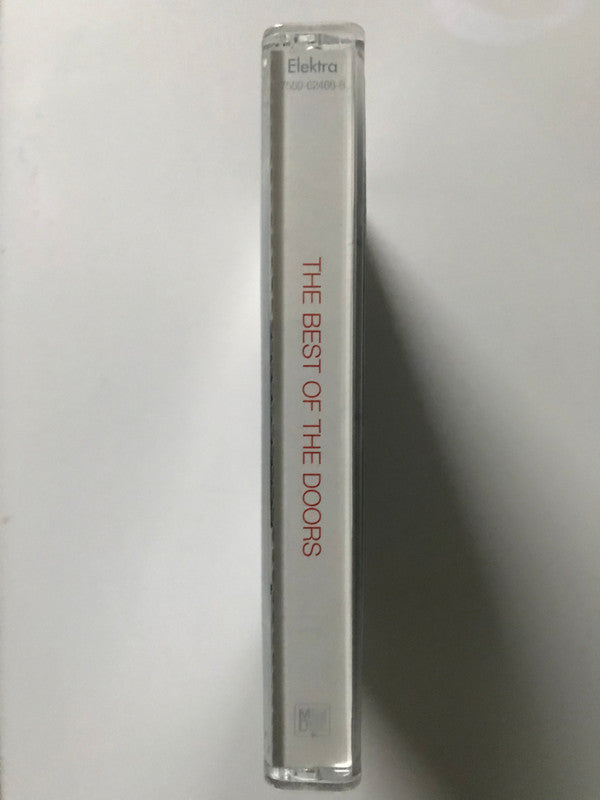 Elektra
THE BEST OF THE DOORS